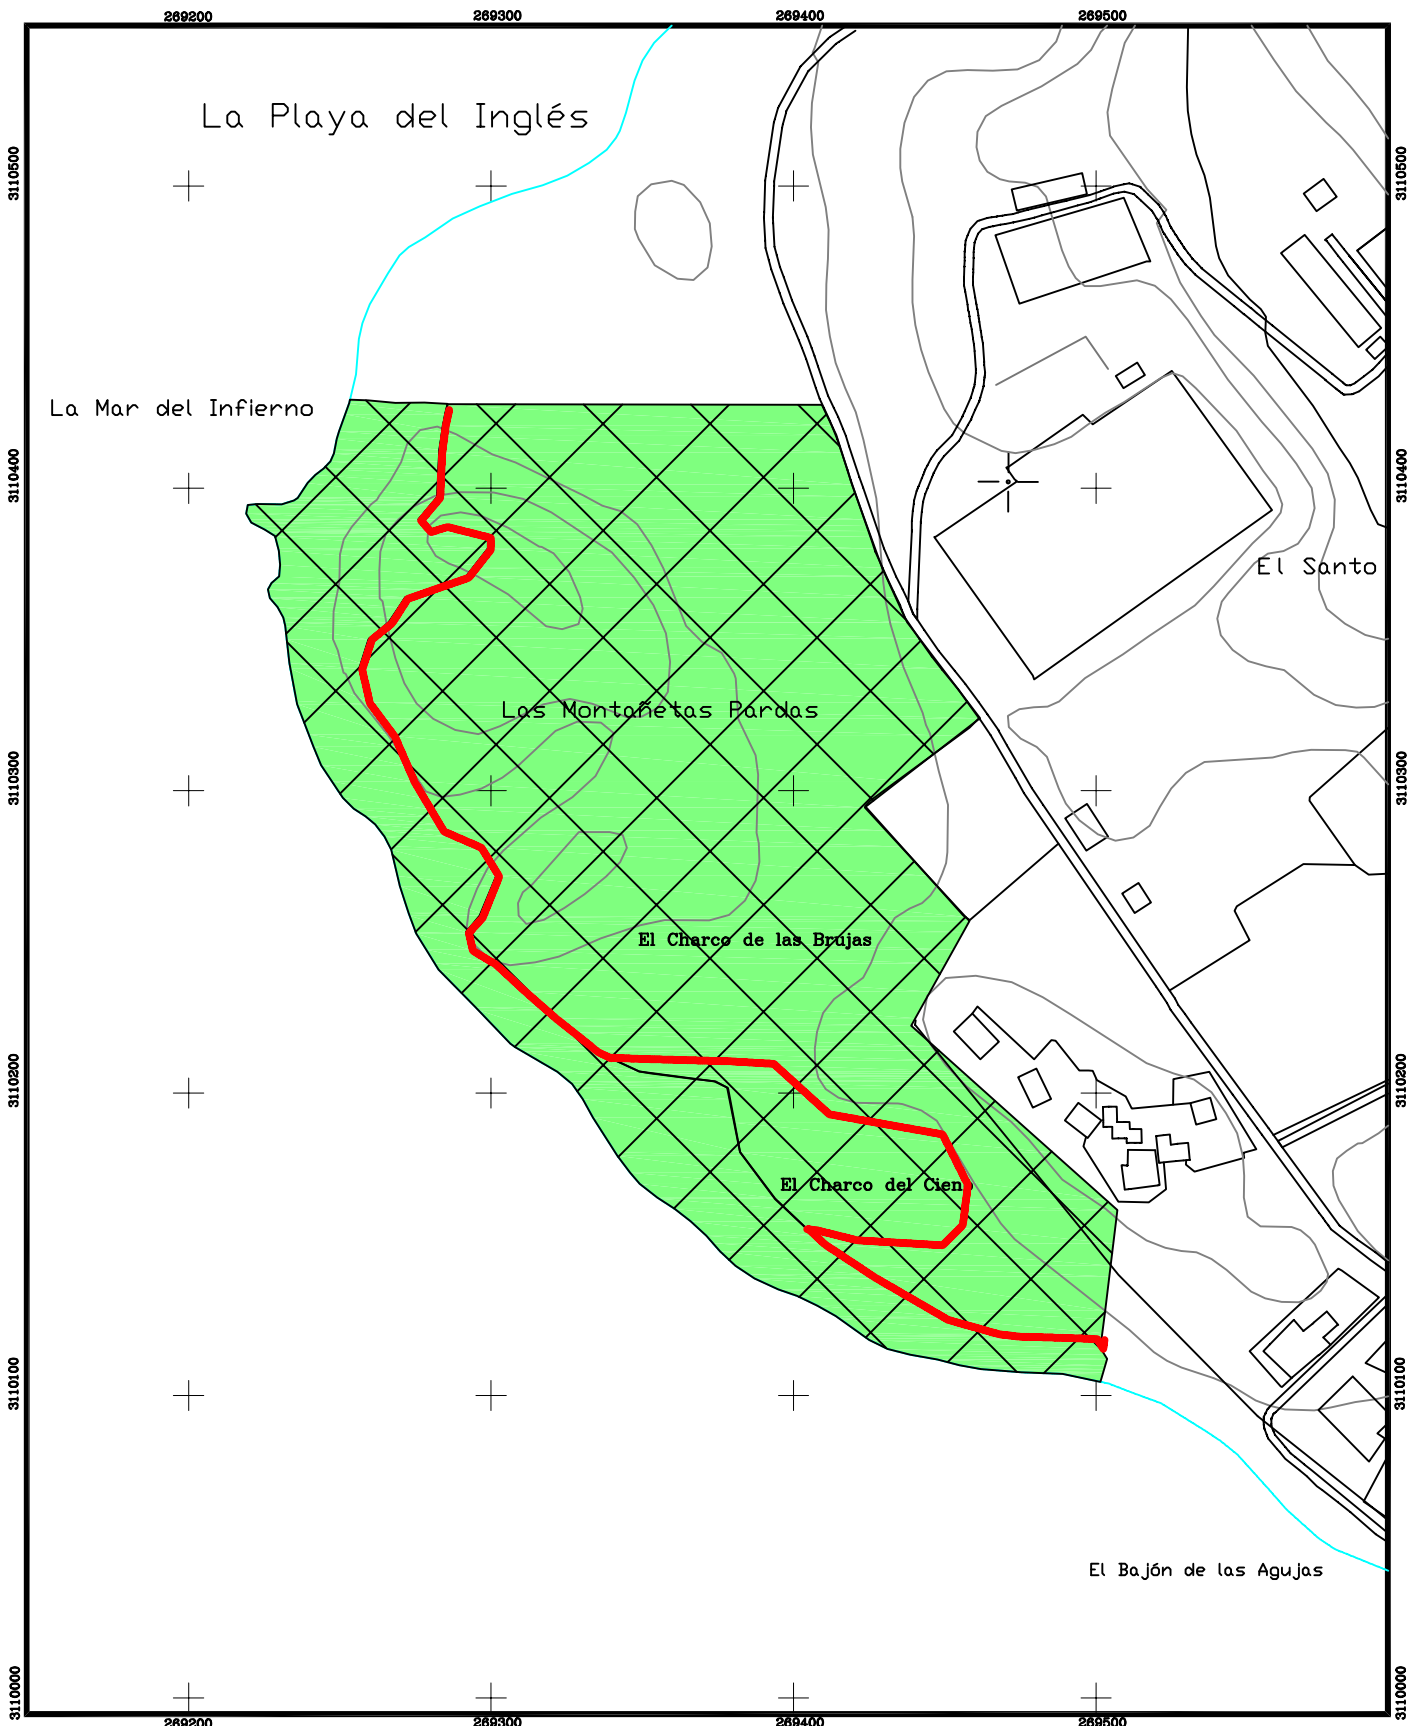 269200 269300 269400 269500
La Playa del Inglés
3110500 3110500
La Mar del Infierno
3110400 3110400
El Santo
Las Montañetas Pardas
3110300 3110300
El Charco de las Brujas
3110200 3110200
El Charco del Cieno
3110100 3110100
El Bajón de las Agujas
3110000 3110000
269200 269300 269400 269500